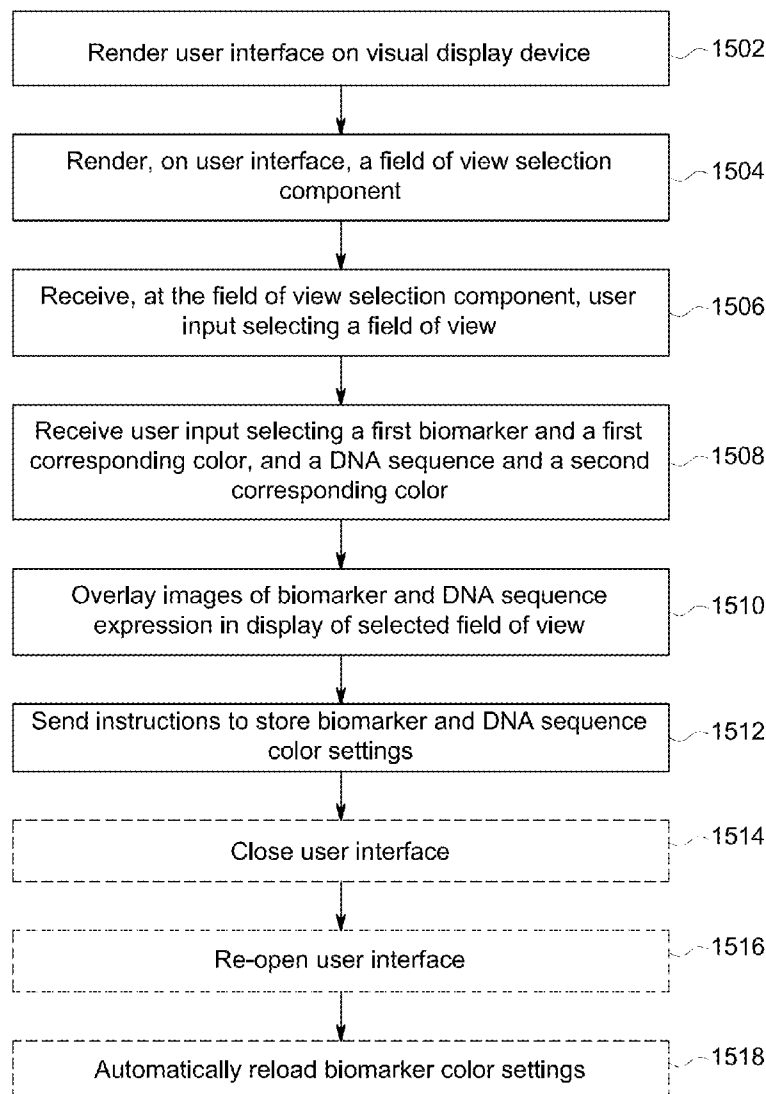 Render user interface on visual display device
1502
Render, on user interface, a field of view selection
component
1504
Receive, at the field of view selection component, user
input selecting a field of view
1506
Receive user input selecting a first biomarker and a first
corresponding color, and a DNA sequence and a second
corresponding color
1508
Overlay images of biomarker and DNA sequence
expression in display of selected field of view
1510
Send instructions to store biomarker and DNA sequence
color settings
1512
Close user interface
1514
Re-open user interface
1516
Automatically reload biomarker color settings
1518